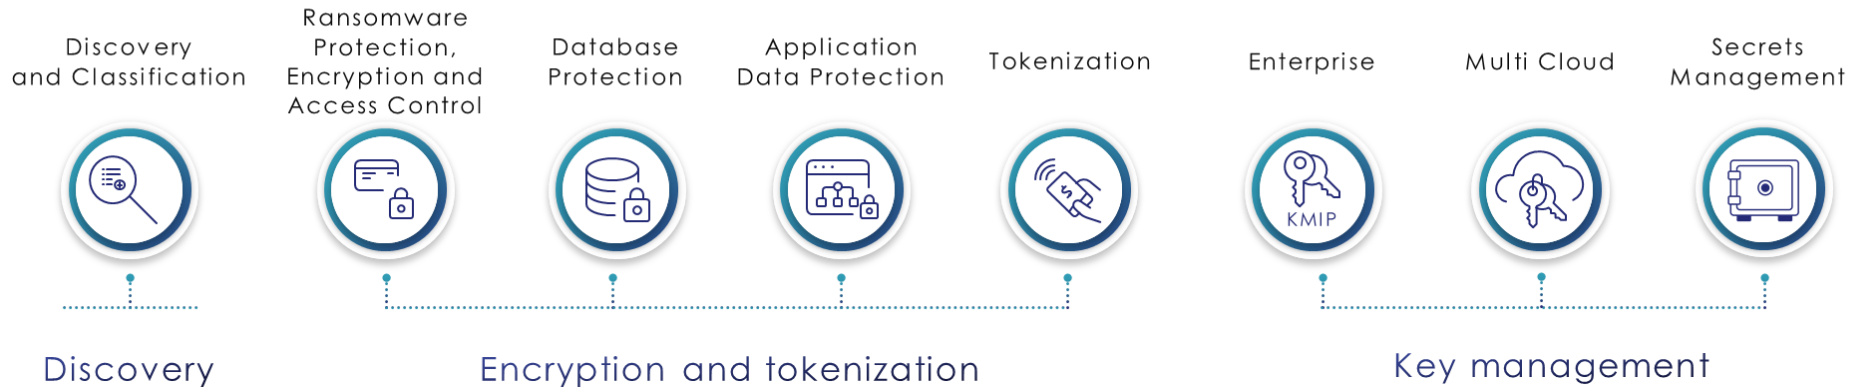 Discovery
and Classification
Ransomware
Protection,
Encryption and
Access Control
Database
Protection
Application
Data Protection
Tokenization
Enterprise
Multi Cloud
Secrets
Management
KMIP
Discovery
Encryption and tokenization
Key management